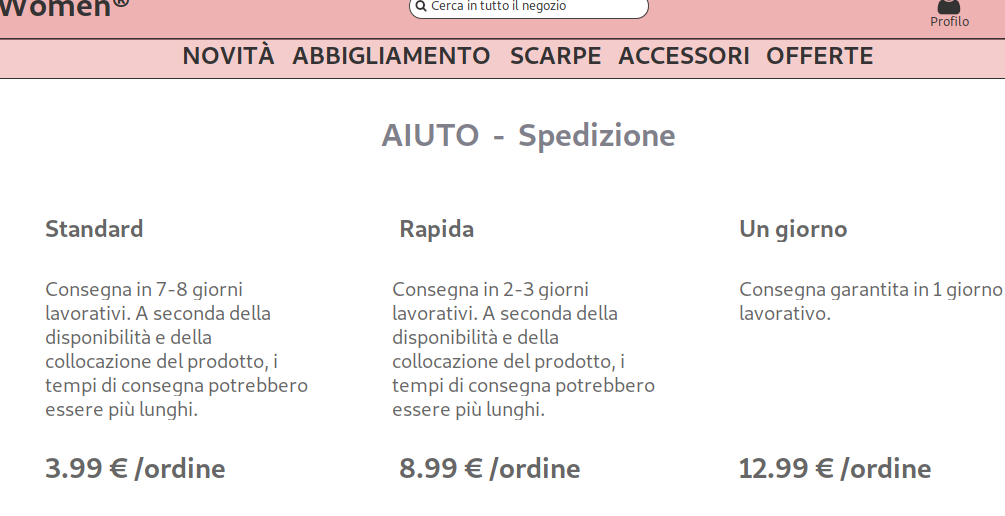 Women®
Cerca in tutto il negozio
Profilo
NOVITÀ ABBIGLIAMENTO SCARPE ACCESSORI OFFERTE
AIUTO - Spedizione
Standard
Consegna in 7-8 giorni
lavorativi. A seconda della
disponibilità e della
collocazione del prodotto, i
tempi di consegna potrebbero
essere più lunghi.
3.99 € /ordine
Rapida
Consegna in 2-3 giorni
lavorativi. A seconda della
disponibilità e della
collocazione del prodotto, i
tempi di consegna potrebbero
essere più lunghi.
8.99 € /ordine
Un giorno
Consegna garantita in 1 giorno
lavorativo.
12.99 € /ordine